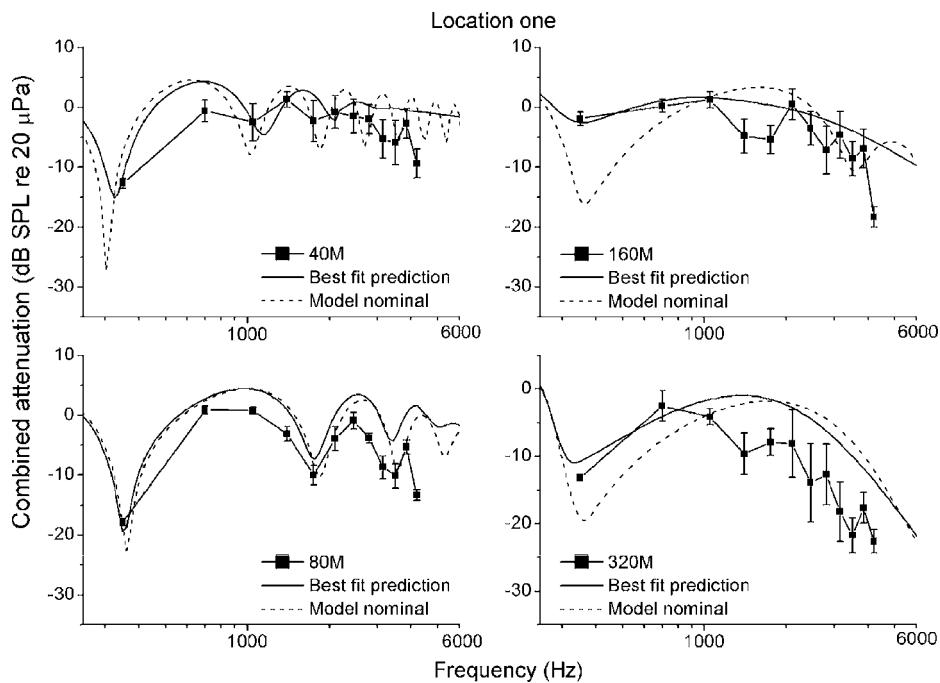 Location one
Combined attenuation (dB SPL re 20 µPa)
10
0
-10
-20
-30
40M
Best fit prediction
Model nominal
1000
6000
10
0
-10
-20
-30
160M
Best fit prediction
Model nominal
1000
6000
10
0
-10
-20
-30
80M
Best fit prediction
Model nominal
1000
6000
0
-10
-20
-30
320M
Best fit prediction
Model nominal
1000
6000
Frequency (Hz)